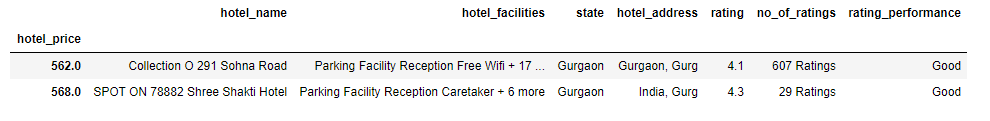 hotel_name hotel_facilities state hotel_address rating no_of_ratings rating_performance
hotel_price
562.0 Collection O 291 Sohna Road Parking Facility Reception Free Wifi + 17 ... Gurgaon Gurgaon, Gurg 4.1 607 Ratings Good
568.0 SPOT ON 78882 Shree Shakti Hotel Parking Facility Reception Caretaker + 6 more Gurgaon India, Gurg 4.3 29 Ratings Good